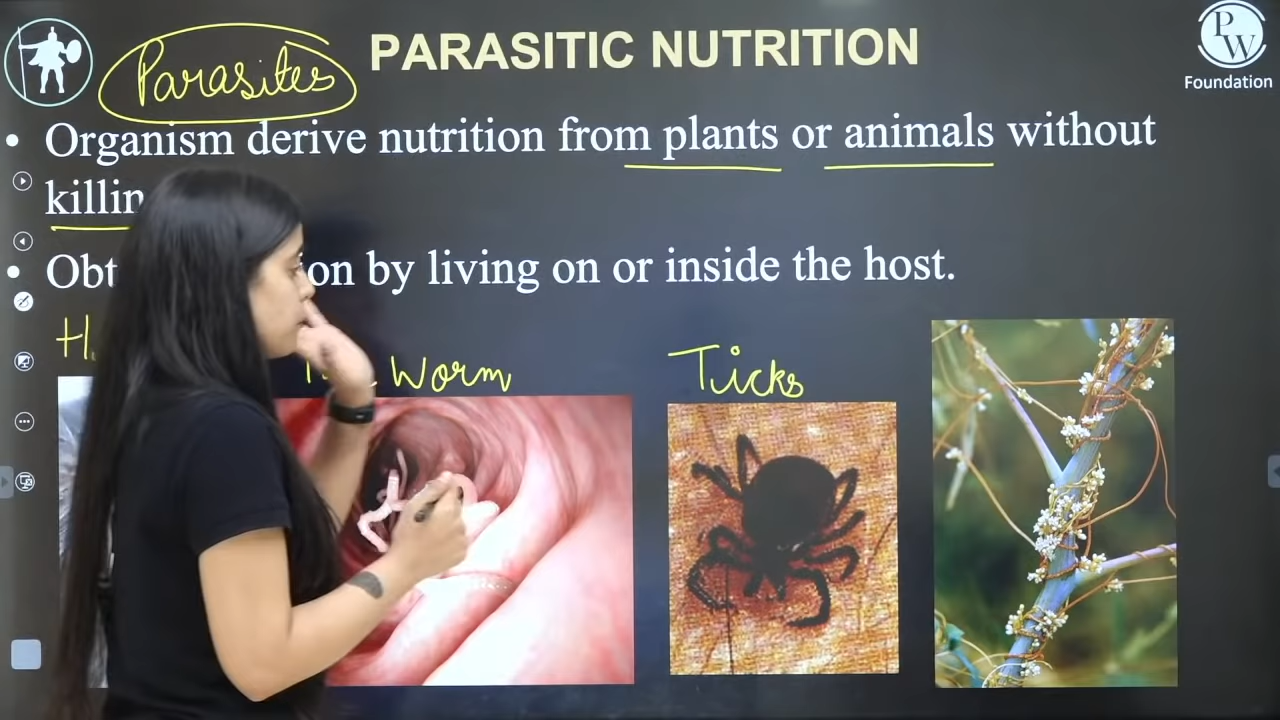 Parasites
PARASITIC NUTRITION
PW
Foundation
• Organism derive nutrition from plants or animals without
killin
• Obt on by living on or inside the host.
H
Worm
Ticks